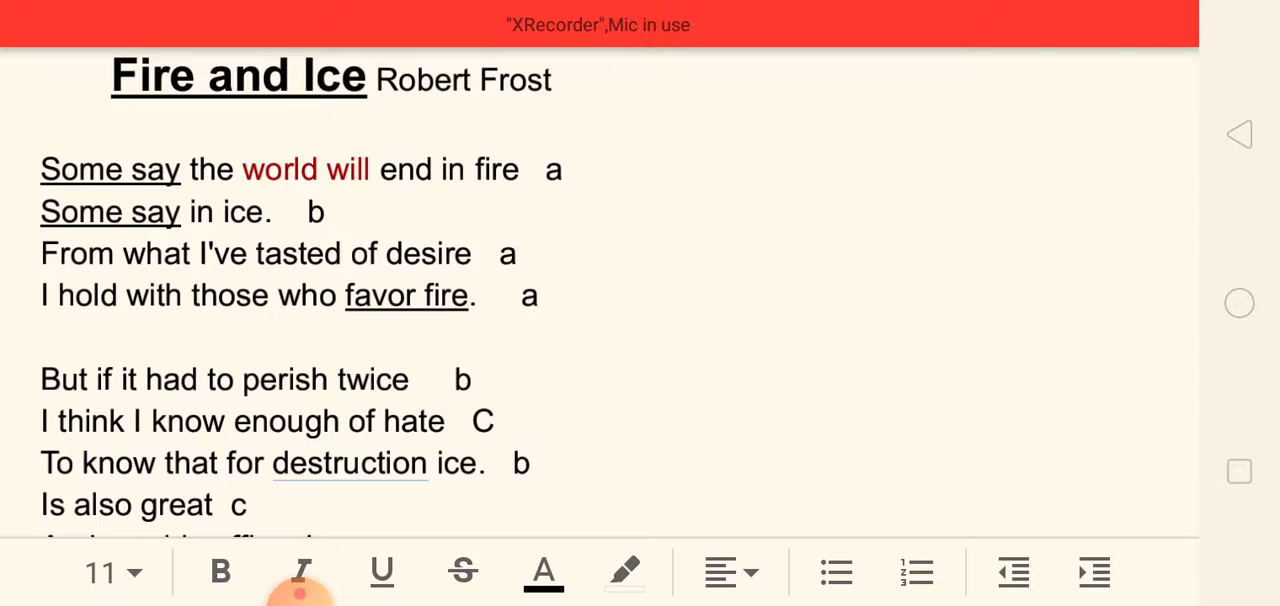 "XRecorder",Mic in use
Fire and Ice Robert Frost
Some say the world will end in fire a
Some say in ice. b
From what I've tasted of desire a
I hold with those who favor fire. a
But if it had to perish twice b
I think I know enough of hate C
To know that for destruction ice. b
Is also great c
11 B I U S A